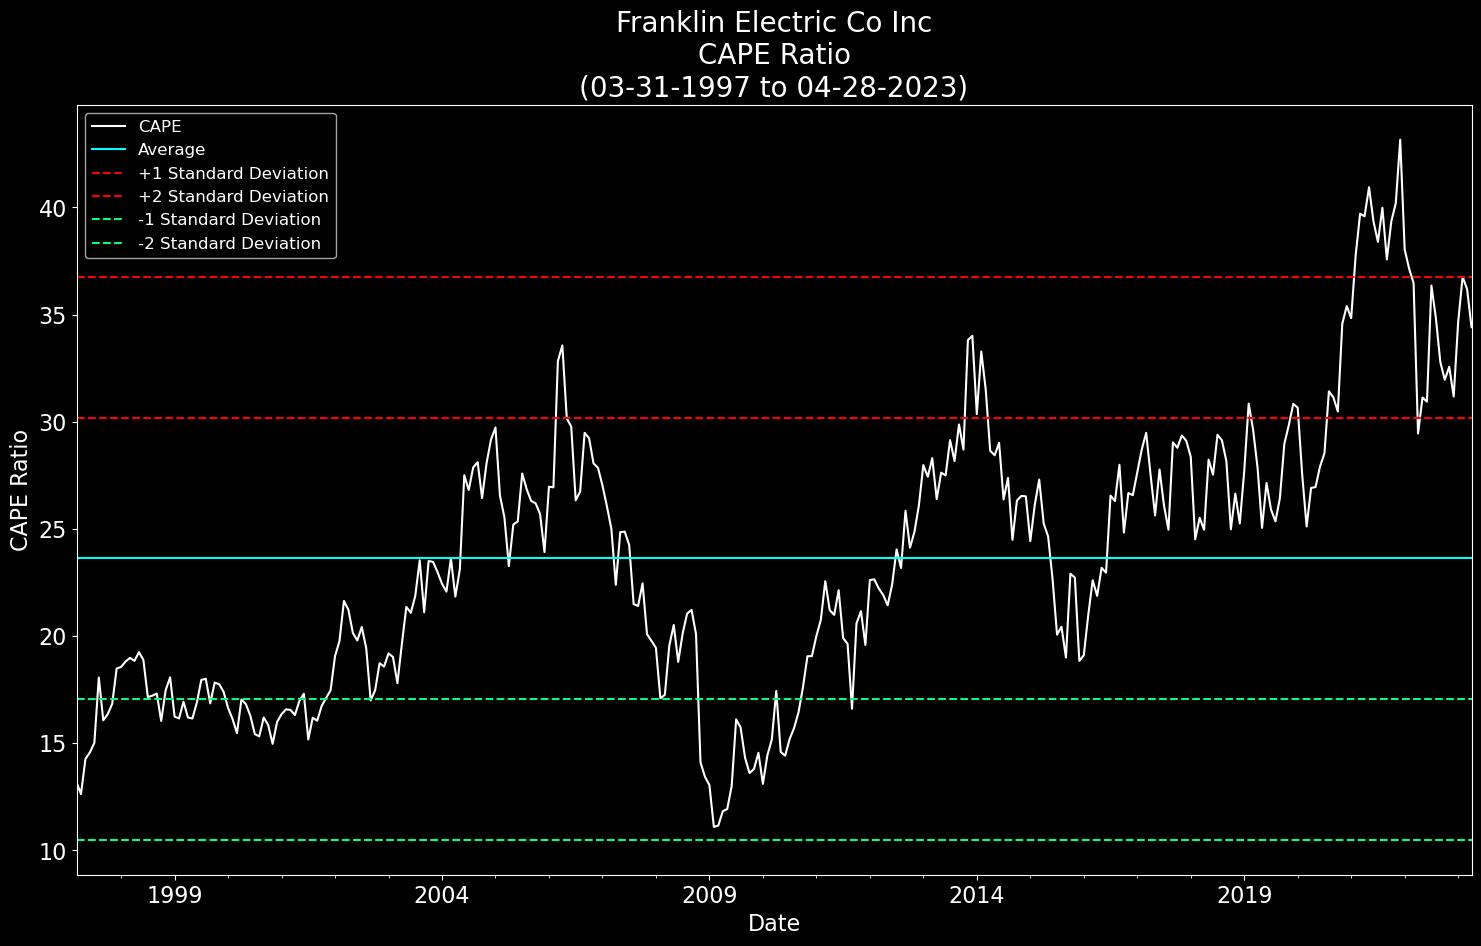 Franklin Electric Co Inc
CAPE Ratio
(03-31-1997 to 04-28-2023)
CAPE
Average
+1 Standard Deviation
+2 Standard Deviation
-1 Standard Deviation
-2 Standard Deviation
40
35
30
25
20
15
10
CAPE Ratio
1999 2004 2009 2014 2019
Date